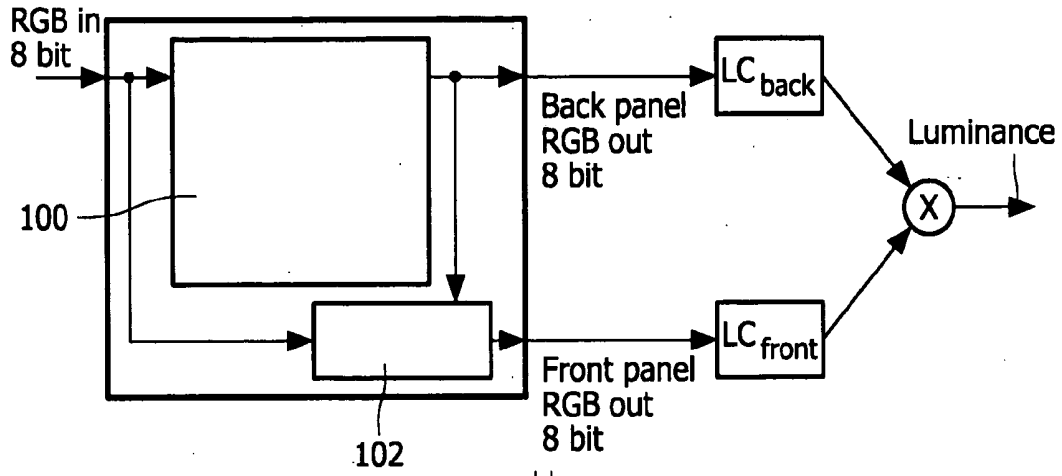 RGB in
8 bit
100
102
Back panel
RGB out
8 bit
Front panel
RGB out
8 bit
LCback
LCfront
X
Luminance